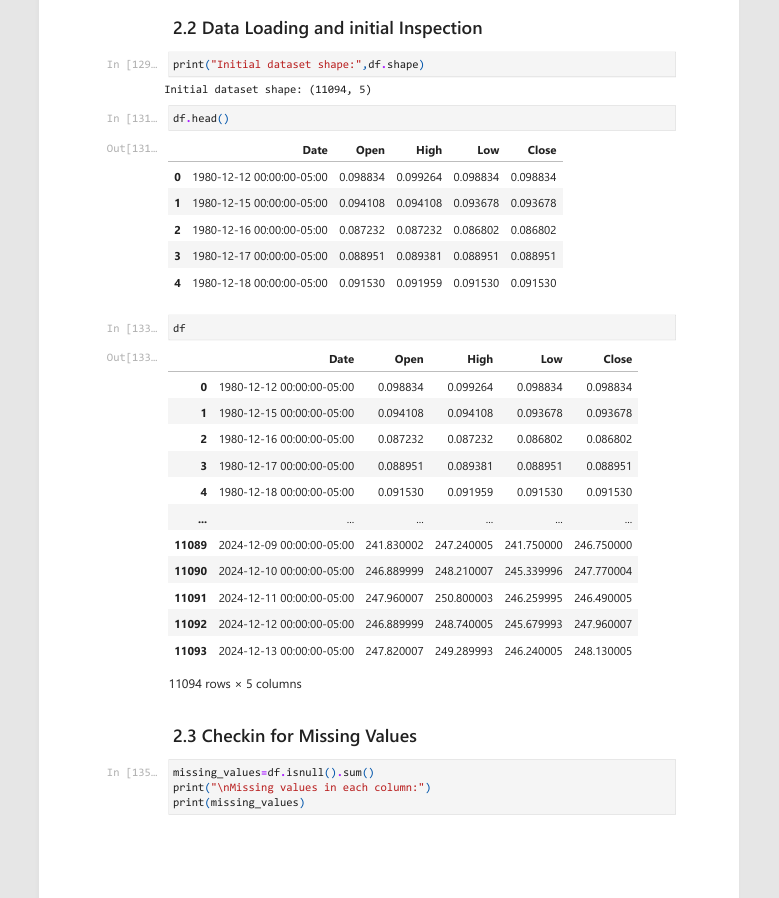 2.2 Data Loading and initial Inspection
In [129…
print("Initial dataset shape:",df.shape)
Initial dataset shape: (11094, 5)
In [131…
df.head()
Out[131…
Date Open High Low Close
0 1980-12-12 00:00:00-05:00 0.098834 0.099264 0.098834 0.098834
1 1980-12-15 00:00:00-05:00 0.094108 0.094108 0.093678 0.093678
2 1980-12-16 00:00:00-05:00 0.087232 0.087232 0.086802 0.086802
3 1980-12-17 00:00:00-05:00 0.088951 0.089381 0.088951 0.088951
4 1980-12-18 00:00:00-05:00 0.091530 0.091959 0.091530 0.091530
In [133…
df
Out[133…
Date Open High Low Close
0 1980-12-12 00:00:00-05:00 0.098834 0.099264 0.098834 0.098834
1 1980-12-15 00:00:00-05:00 0.094108 0.094108 0.093678 0.093678
2 1980-12-16 00:00:00-05:00 0.087232 0.087232 0.086802 0.086802
3 1980-12-17 00:00:00-05:00 0.088951 0.089381 0.088951 0.088951
4 1980-12-18 00:00:00-05:00 0.091530 0.091959 0.091530 0.091530
... ... ... ... ... ...
11089 2024-12-09 00:00:00-05:00 241.830002 247.240005 241.750000 246.750000
11090 2024-12-10 00:00:00-05:00 246.889999 248.210007 245.339996 247.770004
11091 2024-12-11 00:00:00-05:00 247.960007 250.800003 246.259995 246.490005
11092 2024-12-12 00:00:00-05:00 246.889999 248.740005 245.679993 247.960007
11093 2024-12-13 00:00:00-05:00 247.820007 249.289993 246.240005 248.130005
11094 rows × 5 columns
2.3 Checkin for Missing Values
In [135…
missing_values=df.isnull().sum()
print("\nMissing values in each column:")
print(missing_values)